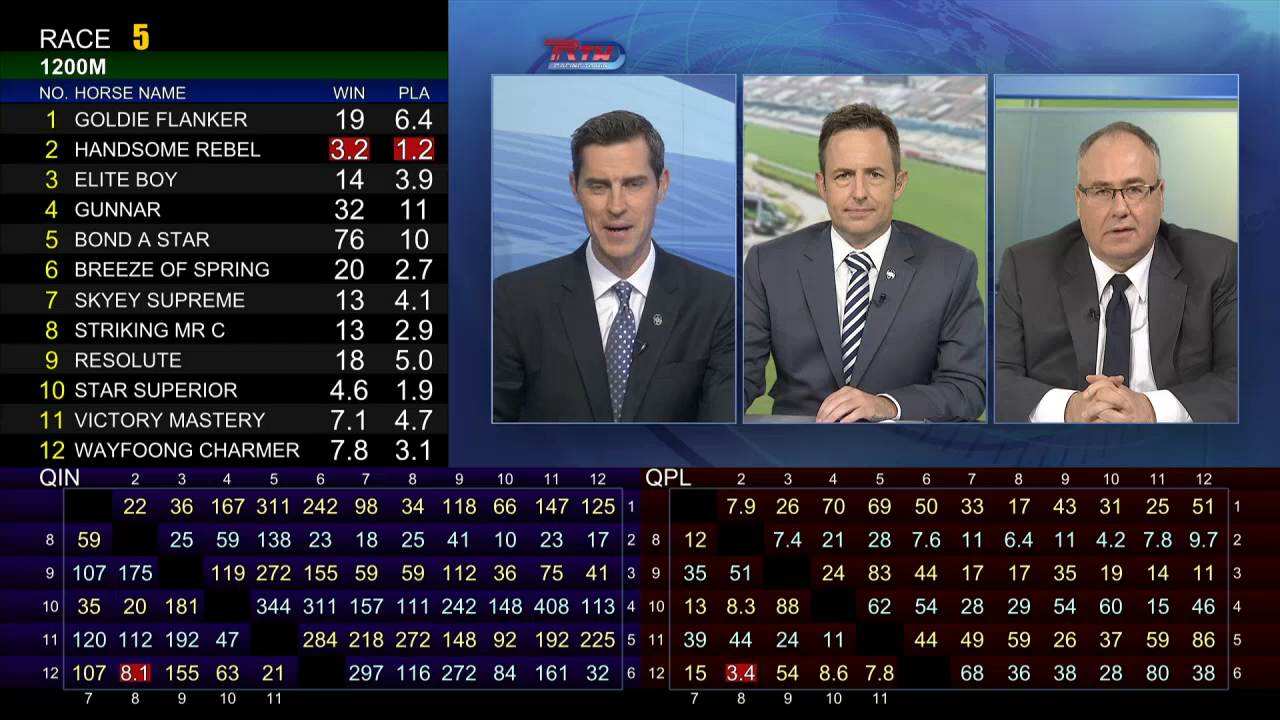 RACE 5
1200M
NO. HORSE NAME WIN PLA
1 GOLDIE FLANKER 19 6.4
2 HANDSOME REBEL 3.2 1.2
3 ELITE BOY 14 3.9
4 GUNNAR 32 11
5 BOND A STAR 76 10
6 BREEZE OF SPRING 20 2.7
7 SKYEY SUPREME 13 4.1
8 STRIKING MR C 13 2.9
9 RESOLUTE 18 5.0
10 STAR SUPERIOR 4.6 1.9
11 VICTORY MASTERY 7.1 4.7
12 WAYFOONG CHARMER 7.8 3.1
RTW
RACING TO WIN
QIN 2 3 4 5 6 7 8 9 10 11 12
22 36 167 311 242 98 34 118 66 147 125 1
8 59 25 59 138 23 18 25 41 10 23 17 2
9 107 175 119 272 155 59 59 112 36 75 41 3
10 35 20 181 344 311 157 111 242 148 408 113 4
11 120 112 192 47 284 218 272 148 92 192 225 5
12 107 8.1 155 63 21 297 116 272 84 161 32 6
7 8 9 10 11
QPL 2 3 4 5 6 7 8 9 10 11 12
7.9 26 70 69 50 33 17 43 31 25 51 1
8 12 7.4 21 28 7.6 11 6.4 11 4.2 7.8 9.7 2
9 35 51 24 83 44 17 17 35 19 14 11 3
10 13 8.3 88 62 54 28 29 54 60 15 46 4
11 39 44 24 11 44 49 59 26 37 59 86 5
12 15 3.4 54 8.6 7.8 68 36 38 28 80 38 6
7 8 9 10 11